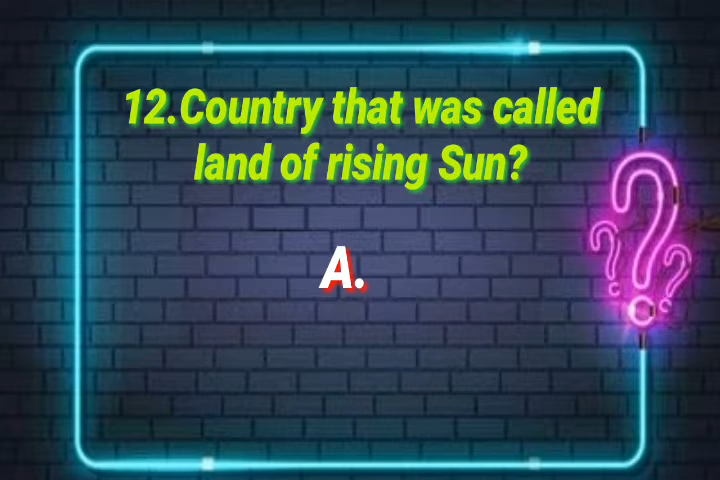 12.Country that was called
land of rising Sun?
A.